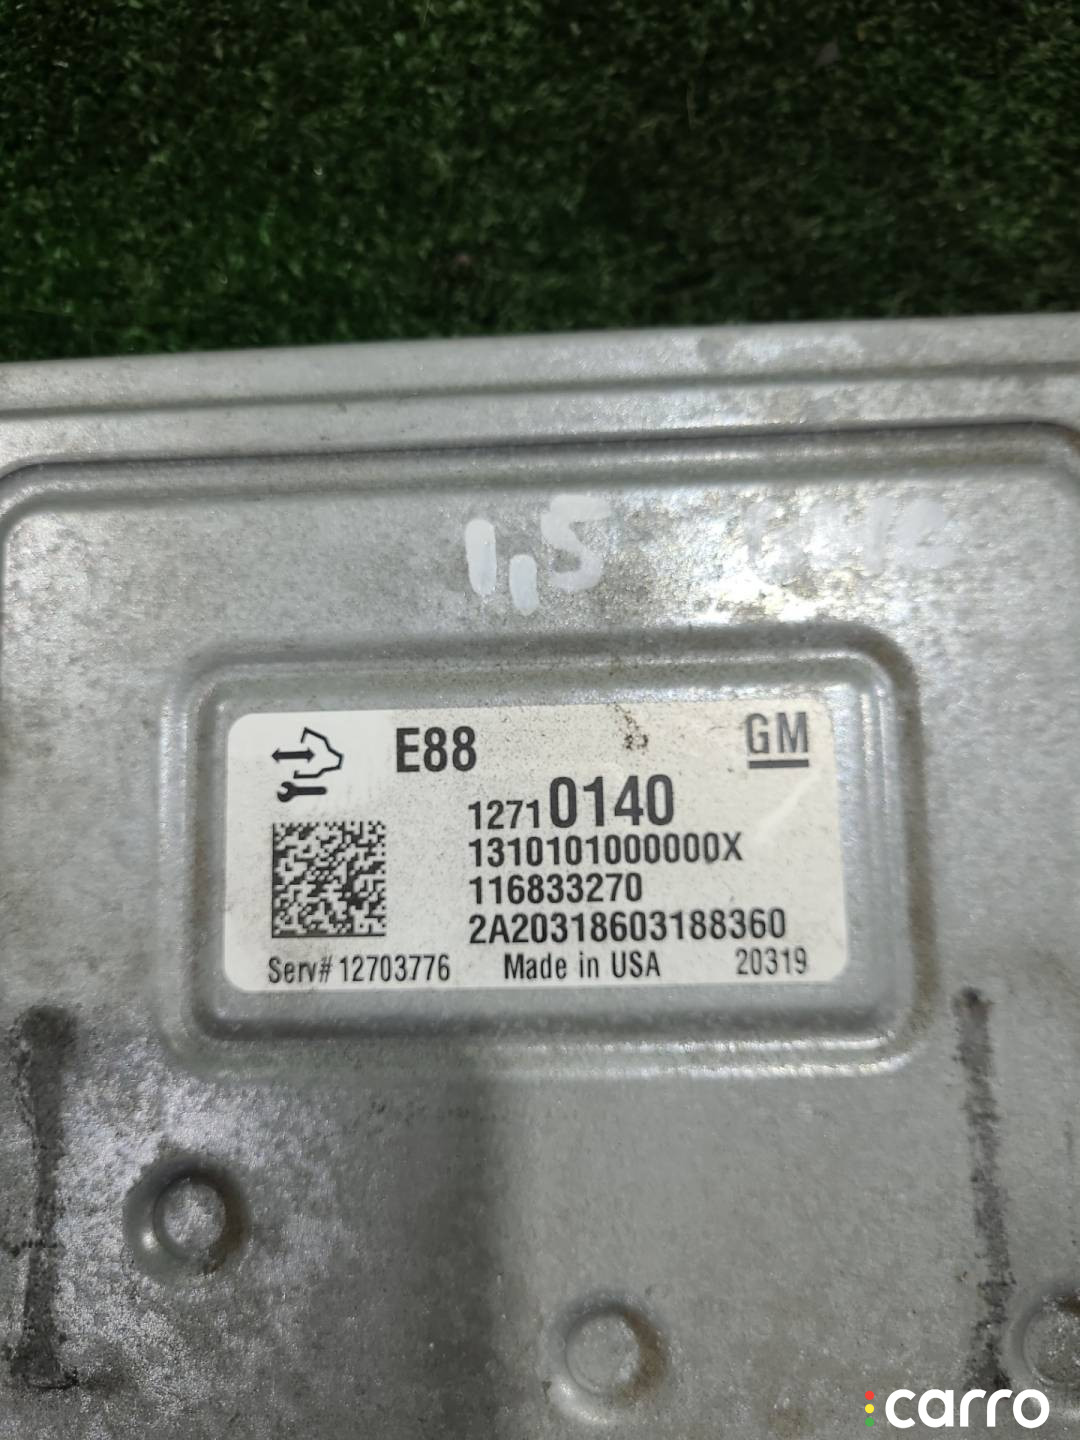 1,5
E88
GM
12710140
1310101000000X
116833270
2A20318603188360
Serv# 12703776 Made in USA 20319
carro